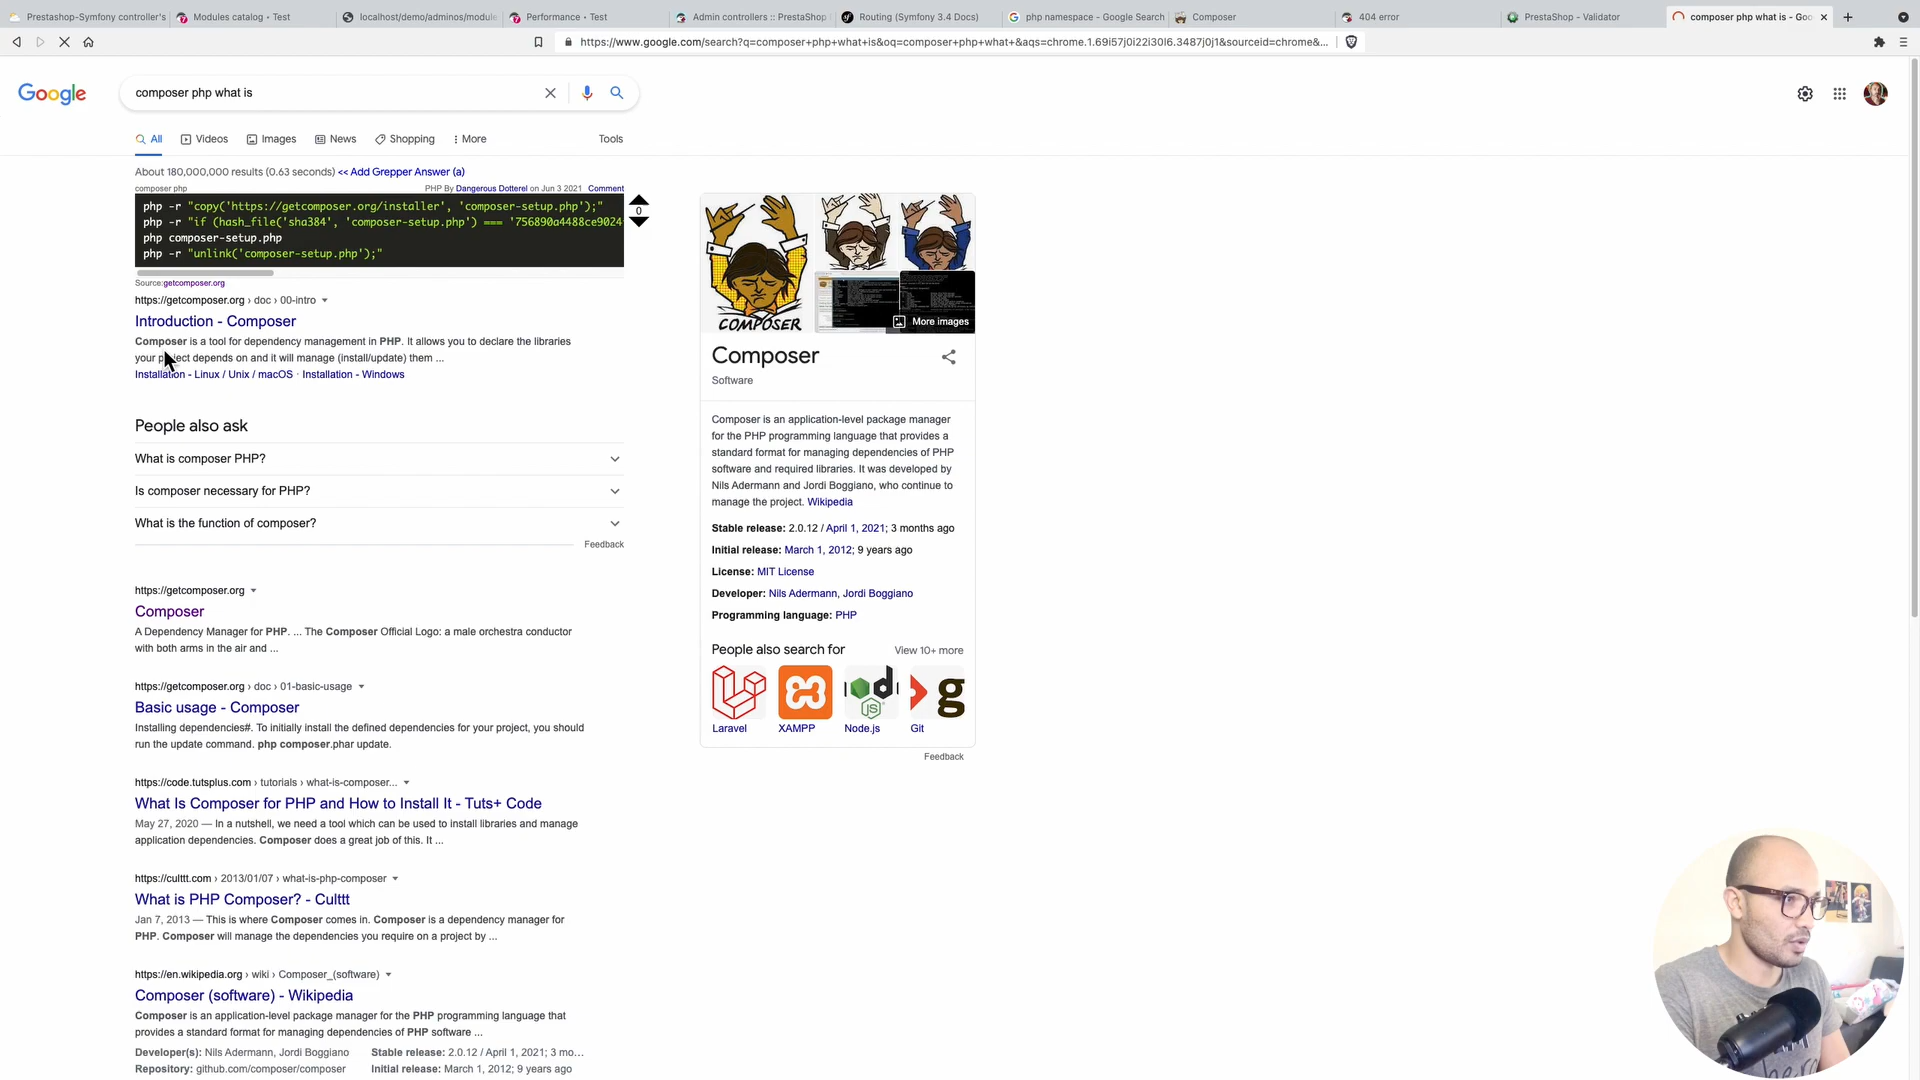 Prestashop-Symfony controller's
Modules catalog • Test
localhost/demo/adminos/module
Performance • Test
Admin controllers :: PrestaShop
Routing (Symfony 3.4 Docs)
php namespace - Google Search
Composer
404 error
PrestaShop - Validator
composer php what is - Goo
https://www.google.com/search?q=composer+php+what+is&oq=composer+php+what+&aqs=chrome.1.69i57j0i22i30l6.3487j0j1&sourceid=chrome&...
Google
composer php what is
All
Videos
Images
News
Shopping
More
Tools
About 180,000,000 results (0.63 seconds) << Add Grepper Answer (a)
composer php
PHP By Dangerous Dotterel on Jun 3 2021 Comment
php -r "copy('https://getcomposer.org/installer', 'composer-setup.php');"
php -r "if (hash_file('sha384', 'composer-setup.php') === '756890a4488ce9024
php composer-setup.php
php -r "unlink('composer-setup.php');"
0
Source:getcomposer.org
https://getcomposer.org › doc › 00-intro
Introduction - Composer
Composer is a tool for dependency management in PHP. It allows you to declare the libraries
your project depends on and it will manage (install/update) them ...
Installation - Linux / Unix / macOS · Installation - Windows
People also ask
What is composer PHP?
Is composer necessary for PHP?
What is the function of composer?
Feedback
https://getcomposer.org
Composer
A Dependency Manager for PHP. ... The Composer Official Logo: a male orchestra conductor
with both arms in the air and ...
https://getcomposer.org › doc › 01-basic-usage
Basic usage - Composer
Installing dependencies#. To initially install the defined dependencies for your project, you should
run the update command. php composer.phar update.
https://code.tutsplus.com › tutorials › what-is-composer...
What Is Composer for PHP and How to Install It - Tuts+ Code
May 27, 2020 — In a nutshell, we need a tool which can be used to install libraries and manage
application dependencies. Composer does a great job of this. It ...
https://culttt.com › 2013/01/07 › what-is-php-composer
What is PHP Composer? - Culttt
Jan 7, 2013 — This is where Composer comes in. Composer is a dependency manager for
PHP. Composer will manage the dependencies you require on a project by ...
https://en.wikipedia.org › wiki › Composer_(software)
Composer (software) - Wikipedia
Composer is an application-level package manager for the PHP programming language that
provides a standard format for managing dependencies of PHP software ...
Developer(s): Nils Adermann, Jordi Boggiano
Stable release: 2.0.12 / April 1, 2021; 3 mo...
Repository: github.com/composer/composer
Initial release: March 1, 2012; 9 years ago
COMPOSER
More images
Composer
Software
Composer is an application-level package manager
for the PHP programming language that provides a
standard format for managing dependencies of PHP
software and required libraries. It was developed by
Nils Adermann and Jordi Boggiano, who continue to
manage the project. Wikipedia
Stable release: 2.0.12 / April 1, 2021; 3 months ago
Initial release: March 1, 2012; 9 years ago
License: MIT License
Developer: Nils Adermann, Jordi Boggiano
Programming language: PHP
People also search for
View 10+ more
Laravel
XAMPP
Node.js
Git
Feedback